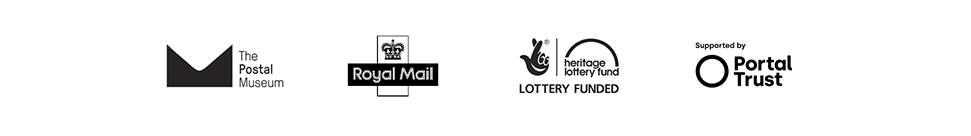 The
Postal
Museum
Royal Mail
heritage
lottery fund
LOTTERY FUNDED
Supported by
Portal
Trust